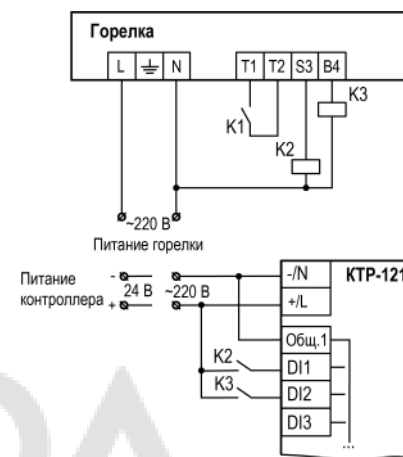 Горелка
L N T1 T2 S3 B4
K3
K1
K2
~220 В
Питание горелки
Питание контроллера
- 24 В + ~220 В
-/N КТР-121
+/L
Общ.1
K2 DI1
K3 DI2
DI3
...